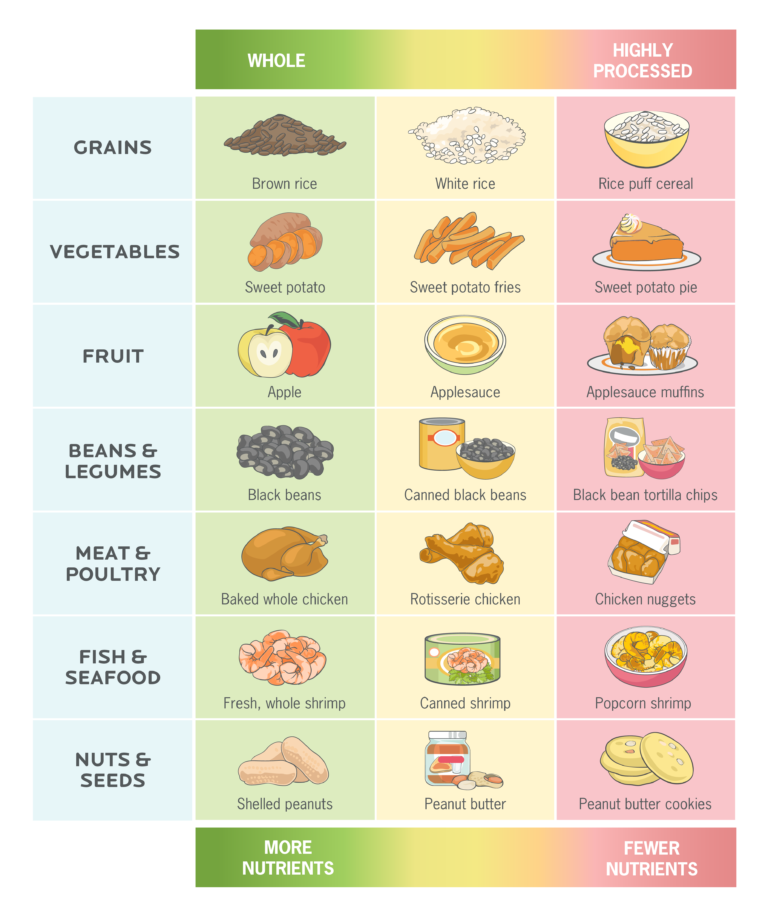 WHOLE
HIGHLY
PROCESSED
GRAINS
Brown rice
White rice
Rice puff cereal
VEGETABLES
Sweet potato
Sweet potato fries
Sweet potato pie
FRUIT
Apple
Applesauce
Applesauce muffins
BEANS &
LEGUMES
Black beans
Canned black beans
Black bean tortilla chips
MEAT &
POULTRY
Baked whole chicken
Rotisserie chicken
Chicken nuggets
FISH &
SEAFOOD
Fresh, whole shrimp
Canned shrimp
Popcorn shrimp
NUTS &
SEEDS
Shelled peanuts
Peanut butter
Peanut butter cookies
MORE
NUTRIENTS
FEWER
NUTRIENTS